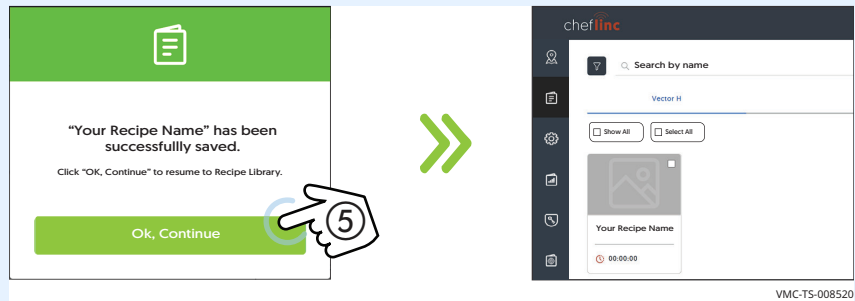 “Your Recipe Name” has been
successfullly saved.
Click “OK, Continue” to resume to Recipe Library.
Ok, Continue
5
cheflinc
Search by name
Vector H
Show All
Select All
Your Recipe Name
00:00:00
VMC-TS-008520